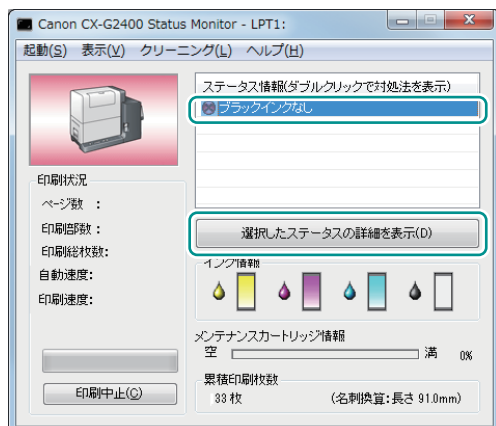 Canon CX-G2400 Status Monitor - LPT1:
起動(S) 表示(V) クリーニング(L) ヘルプ(H)
ステータス情報(ダブルクリックで対処法を表示)
ブラックインクなし
印刷状況
ページ数 :
印刷部数 :
印刷総枚数:
自動速度:
印刷速度:
選択したステータスの詳細を表示(D)
インク情報
メンテナンスカートリッジ情報
空 満 0%
印刷中止(C)
累積印刷枚数
33 枚 (名刺換算:長さ 91.0mm)